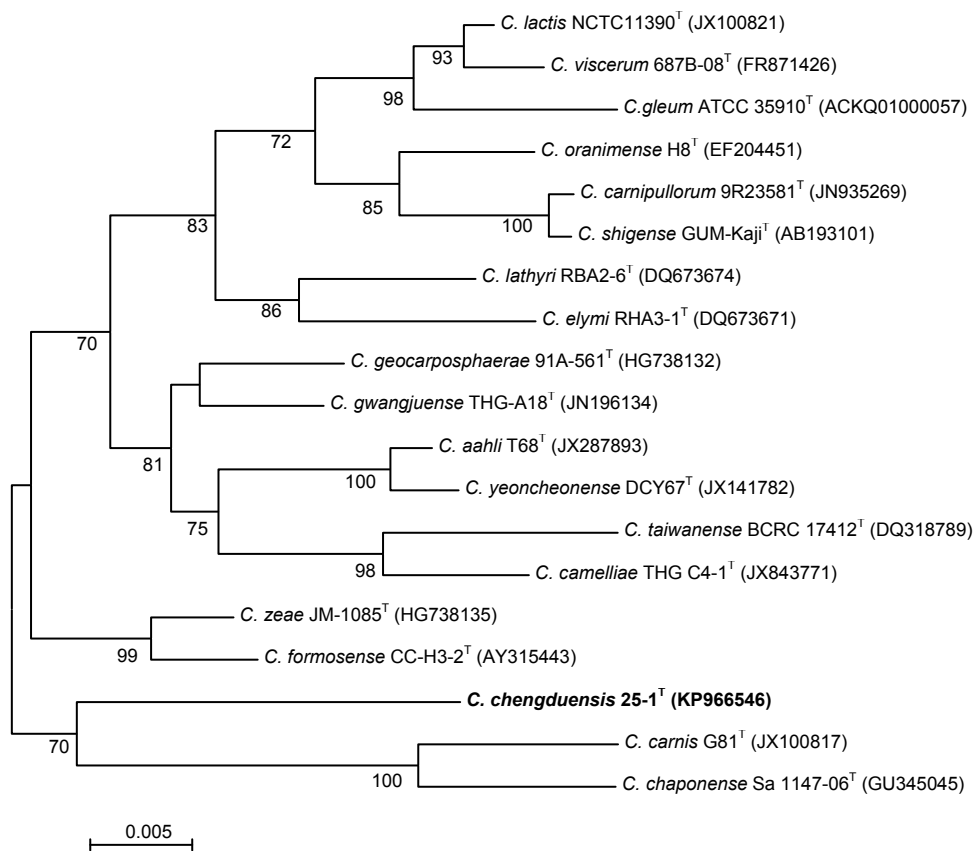 C. lactis NCTC11390ᵀ (JX100821)
93
C. viscerum 687B-08ᵀ (FR871426)
98
C.gleum ATCC 35910ᵀ (ACKQ01000057)
72
C. oranimense H8ᵀ (EF204451)
C. carnipullorum 9R23581ᵀ (JN935269)
85
100
83
C. shigense GUM-Kajiᵀ (AB193101)
C. lathyri RBA2-6ᵀ (DQ673674)
86
C. elymi RHA3-1ᵀ (DQ673671)
70
C. geocarposphaerae 91A-561ᵀ (HG738132)
C. gwangjuense THG-A18ᵀ (JN196134)
C. aahli T68ᵀ (JX287893)
81
100
C. yeoncheonense DCY67ᵀ (JX141782)
75
C. taiwanense BCRC 17412ᵀ (DQ318789)
98
C. camelliae THG C4-1ᵀ (JX843771)
C. zeae JM-1085ᵀ (HG738135)
99
C. formosense CC-H3-2ᵀ (AY315443)
C. chengduensis 25-1ᵀ (KP966546)
70
C. carnis G81ᵀ (JX100817)
100
C. chaponense Sa 1147-06ᵀ (GU345045)
0.005